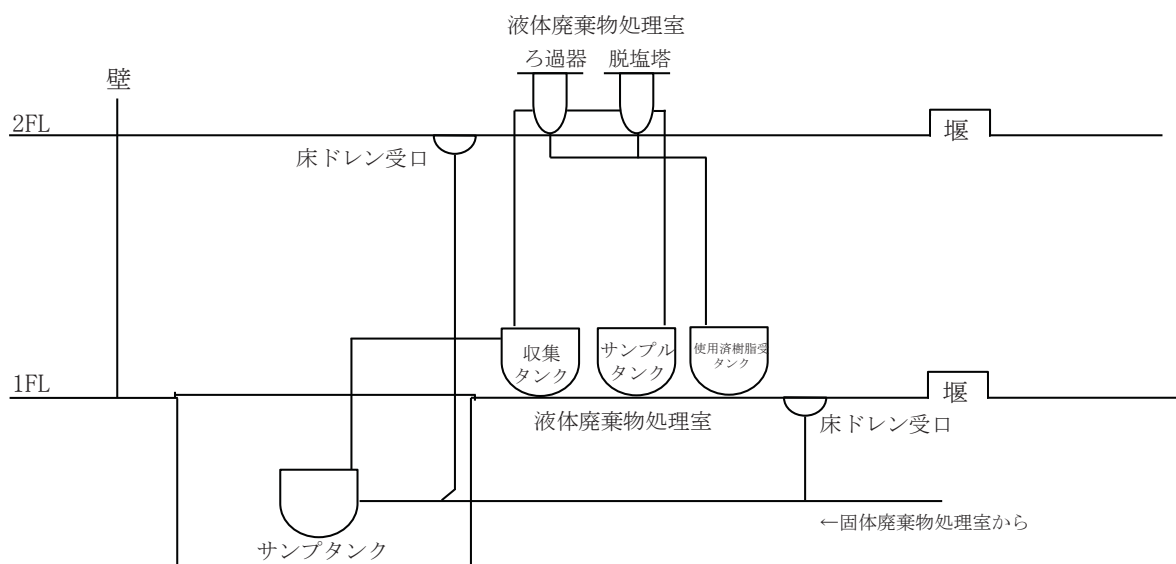 液体廃棄物処理室
ろ過器
脱塩塔
壁
2FL
堰
床ドレン受口
収集
タンク
サンプル
タンク
使用済樹脂受
タンク
1FL
堰
液体廃棄物処理室
床ドレン受口
←固体廃棄物処理室から
サンプタンク